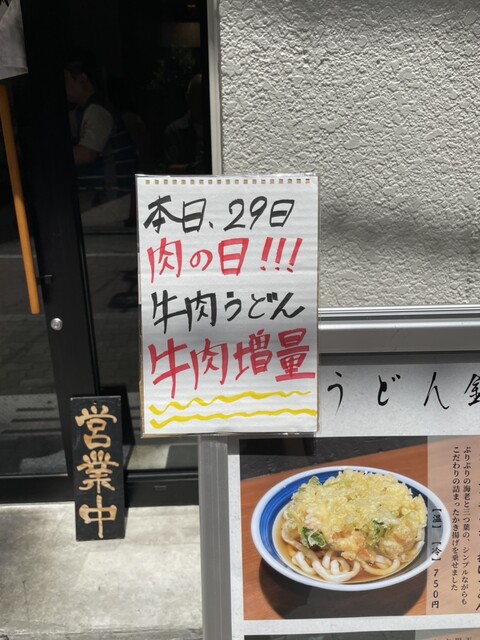 本日、29日
肉の日!!!
牛肉うどん
牛肉増量
営業中
うどん
ぷりぷりの海老と三つ葉の、シンプルながらも
こだわりの詰まったかき揚げを乗せました
【温】【冷】750円